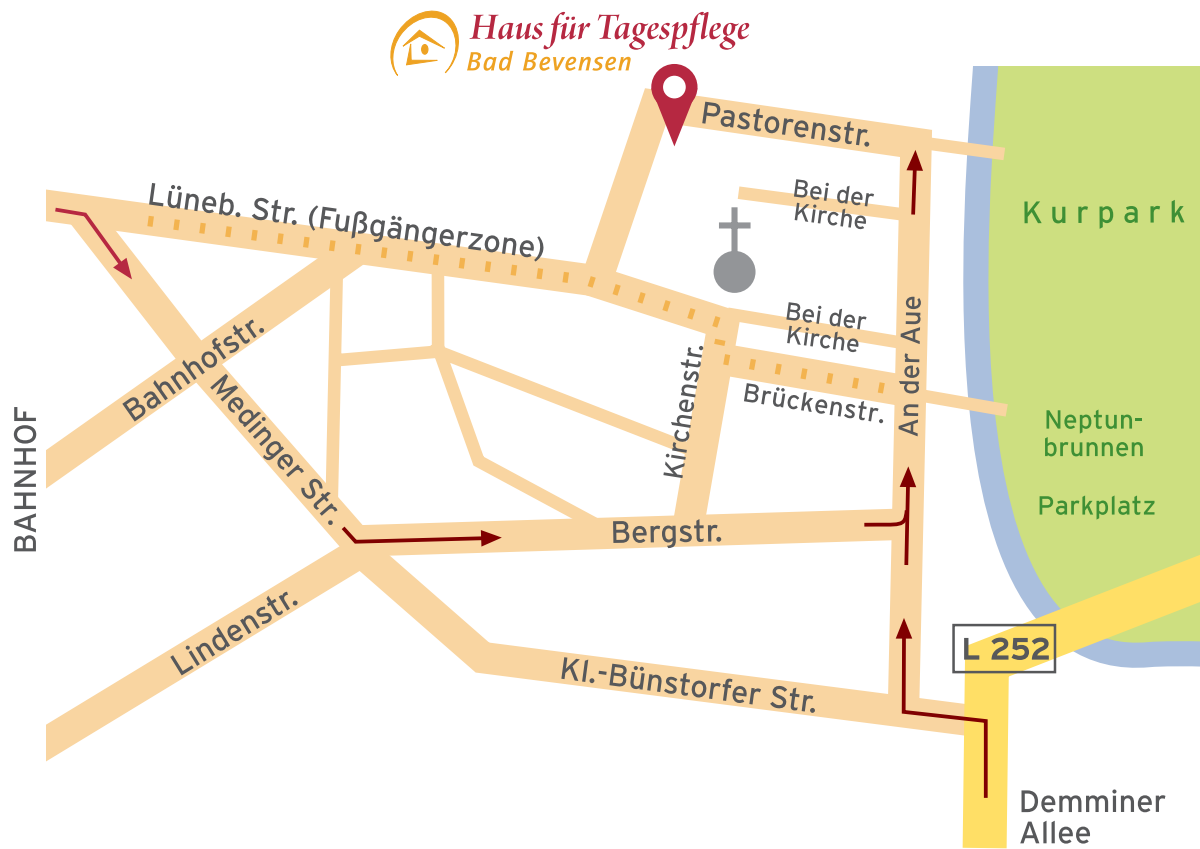 Haus für Tagespflege
Bad Bevensen
Pastorenstr.
Lüneb. Str. (Fußgängerzone)
Bei der
Kirche
Kurpark
Bei der
Kirche
An der Aue
Bahnhofstr.
Medinger Str.
Kirchenstr.
Brückenstr.
Neptun-
brunnen
Parkplatz
BAHNHOF
Bergstr.
Lindenstr.
L 252
Kl.-Bünstorfer Str.
Demminer
Allee